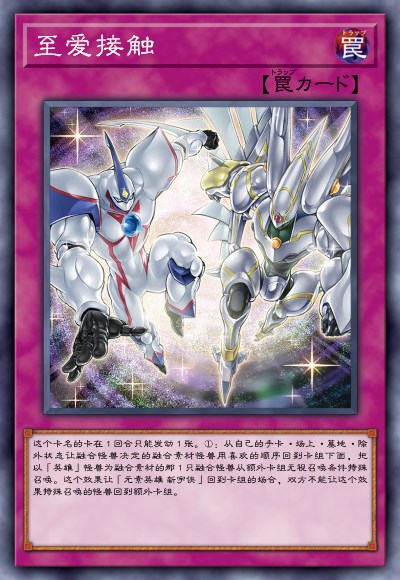 至爱接触
トラップ
罠
トラップ
【罠カード】
这个卡名的卡在1回合只能发动1张。①：从自己的手卡·场上·墓地·除
外状态让融合怪兽决定的融合素材怪兽用喜欢的顺序回到卡组下面，把
以「英雄」怪兽为融合素材的那1只融合怪兽从额外卡组无视召唤条件特殊
召唤。这个效果让「元素英雄 新宇侠」回到卡组的场合，双方不能让这个效
果特殊召唤的怪兽回到额外卡组。